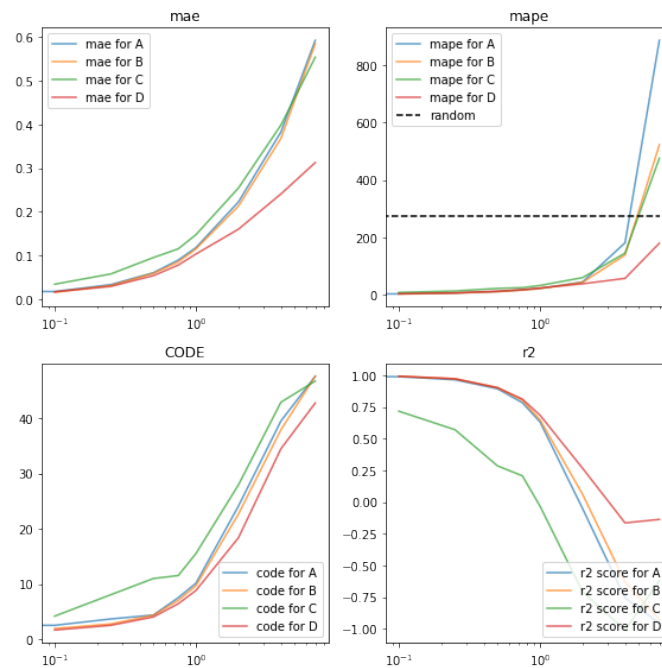 mae
0.6
0.5
0.4
0.3
0.2
0.1
0.0
mae for A
mae for B
mae for C
mae for D
10⁻¹
10⁰
mape
800
600
400
200
0
mape for A
mape for B
mape for C
mape for D
random
10⁻¹
10⁰
CODE
40
30
20
10
0
code for A
code for B
code for C
code for D
10⁻¹
10⁰
r2
1.00
0.75
0.50
0.25
0.00
−0.25
−0.50
−0.75
−1.00
r2 score for A
r2 score for B
r2 score for C
r2 score for D
10⁻¹
10⁰